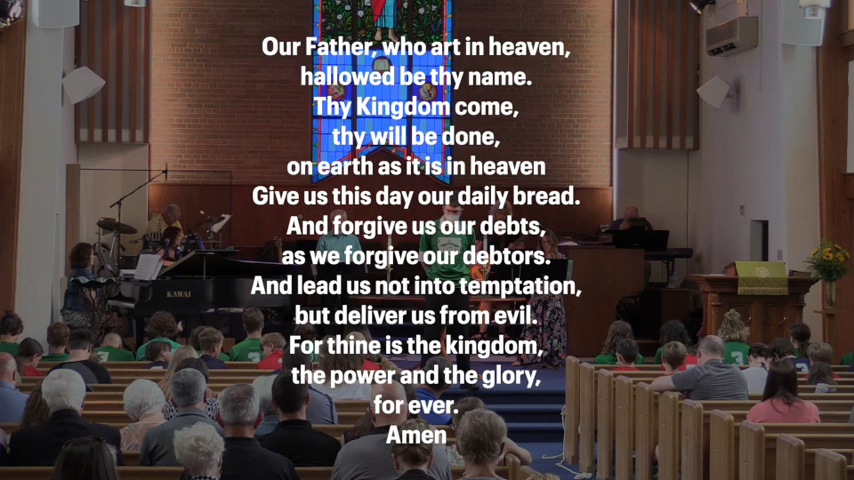 Our Father, who art in heaven,
hallowed be thy name.
Thy Kingdom come,
thy will be done,
on earth as it is in heaven
Give us this day our daily bread.
And forgive us our debts,
as we forgive our debtors.
And lead us not into temptation,
but deliver us from evil.
For thine is the kingdom,
the power and the glory,
for ever.
Amen
KAWAI